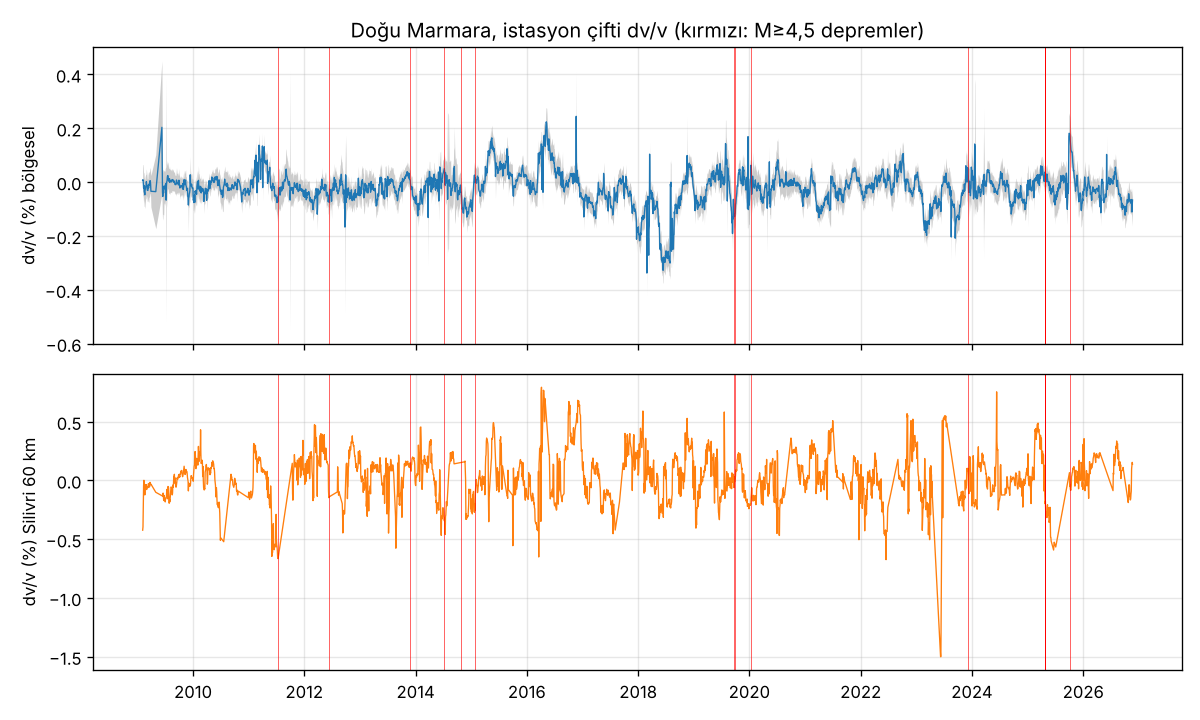 Doğu Marmara, istasyon çifti dv/v (kırmızı: M≥4,5 depremler)
dv/v (%) bölgesel
0.4
0.2
0.0
−0.2
−0.4
−0.6
dv/v (%) Silivri 60 km
0.5
0.0
−0.5
−1.0
−1.5
2010 2012 2014 2016 2018 2020 2022 2024 2026